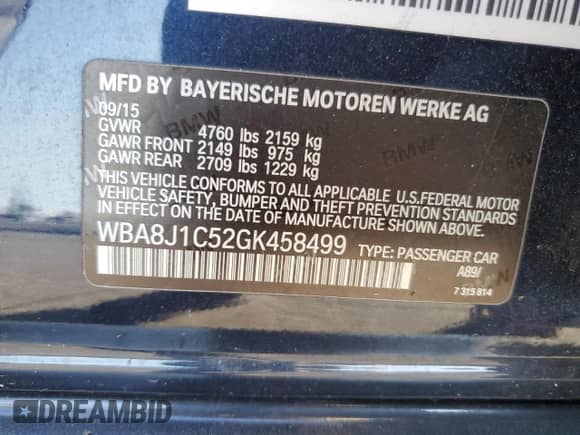 MFD BY BAYERISCHE MOTOREN WERKE AG
09/15
GVWR 4760 lbs 2159 kg
GAWR FRONT 2149 lbs 975 kg
GAWR REAR 2709 lbs 1229 kg
THIS VEHICLE CONFORMS TO ALL APPLICABLE U.S.FEDERAL MOTOR
VEHICLE SAFETY, BUMPER AND THEFT PREVENTION STANDARDS
IN EFFECT ON THE DATE OF MANUFACTURE SHOWN ABOVE.
WBA8J1C52GK458499 TYPE: PASSENGER CAR
A89/
7 315 814
BMW
BMW
DREAMBID